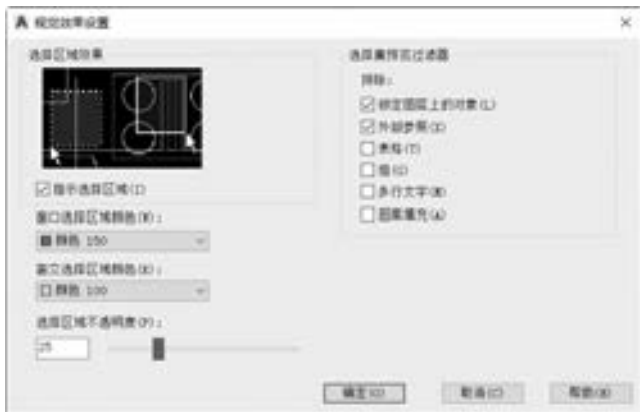 视觉效果设置
选择区域效果
指示选择区域(I)
窗口选择区域颜色(W):
颜色 150
窗交选择区域颜色(X):
颜色 100
选择区域不透明度(P):
25
选择集预览过滤器
排除:
锁定图层上的对象(L)
外部参照(X)
表格(T)
组(G)
多行文字(M)
图案填充(A)
确定(O)
取消(C)
帮助(H)